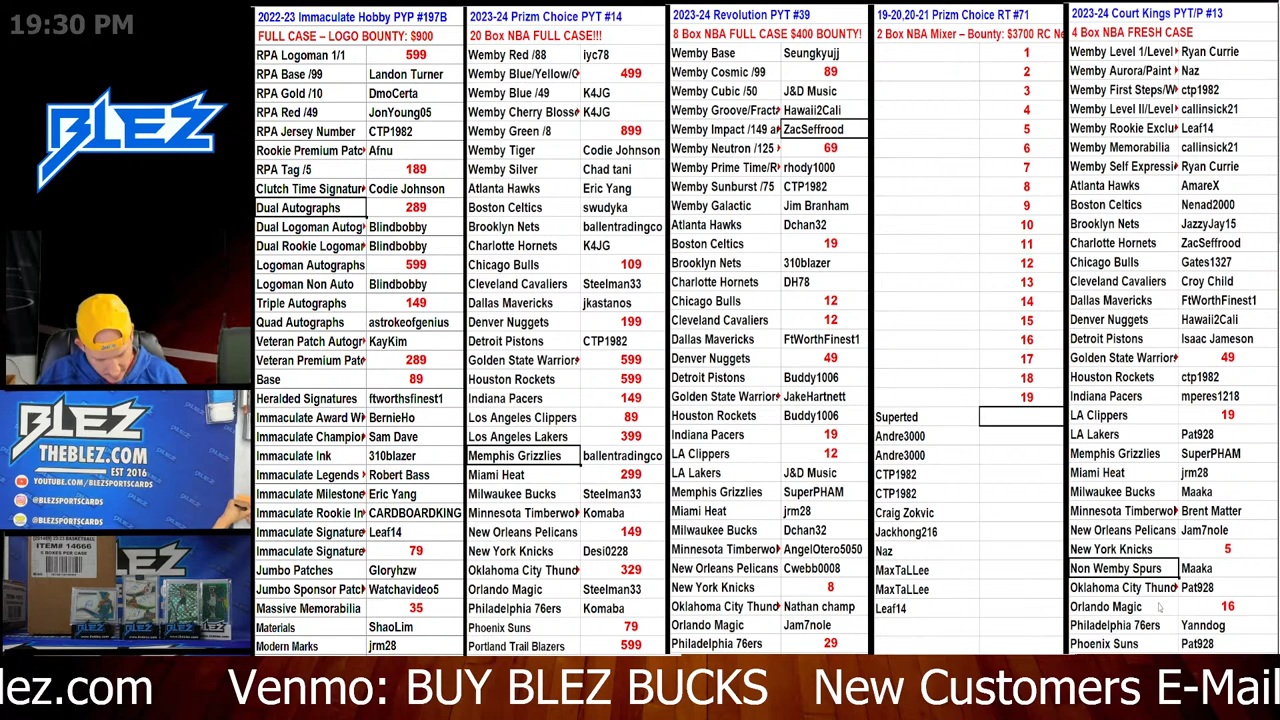 19:30 PM
BLEZ
BLEZ
THEBLEZ.COM
EST 2016
YOUTUBE.COM/BLEZSPORTSCARDS
@BLEZSPORTSCARDS
@BLEZSPORTSCARDS
ITEM# 14666
BLEZ
2022-23 Immaculate Hobby PYP #197B
FULL CASE – LOGO BOUNTY: $900
RPA Logoman 1/1 599
RPA Base /99 Landon Turner
RPA Gold /10 DmoCerta
RPA Red /49 JonYoung05
RPA Jersey Number CTP1982
Rookie Premium Patc Afnu
RPA Tag /5 189
Clutch Time Signatur Codie Johnson
Dual Autographs 289
Dual Logoman Autog Blindbobby
Dual Rookie Logoma Blindbobby
Logoman Autographs 599
Logoman Non Auto Blindbobby
Triple Autographs 149
Quad Autographs astrokeofgenius
Veteran Patch Autogr KayKim
Veteran Premium Pat 289
Base 89
Heralded Signatures ftworthsfinest1
Immaculate Award W BernieHo
Immaculate Champio Sam Dave
Immaculate Ink 310blazer
Immaculate Legends Robert Bass
Immaculate Milestone Eric Yang
Immaculate Rookie In CARDBOARDKING
Immaculate Signature Leaf14
Immaculate Signature 79
Jumbo Patches Gloryhzw
Jumbo Sponsor Patc Watchavideo5
Massive Memorabilia 35
Materials ShaoLim
Modern Marks jrm28
2023-24 Prizm Choice PYT #14
20 Box NBA FULL CASE!!!
Wemby Red /88 iyc78
Wemby Blue/Yellow/O 499
Wemby Blue /49 K4JG
Wemby Cherry Blosso K4JG
Wemby Green /8 899
Wemby Tiger Codie Johnson
Wemby Silver Chad tani
Atlanta Hawks Eric Yang
Boston Celtics swudyka
Brooklyn Nets ballentradingco
Charlotte Hornets K4JG
Chicago Bulls 109
Cleveland Cavaliers Steelman33
Dallas Mavericks jkastanos
Denver Nuggets 199
Detroit Pistons CTP1982
Golden State Warrior 599
Houston Rockets 599
Indiana Pacers 149
Los Angeles Clippers 89
Los Angeles Lakers 399
Memphis Grizzlies ballentradingco
Miami Heat 299
Milwaukee Bucks Steelman33
Minnesota Timberwo Komaba
New Orleans Pelicans 149
New York Knicks Desi0228
Oklahoma City Thund 329
Orlando Magic Steelman33
Philadelphia 76ers Komaba
Phoenix Suns 79
Portland Trail Blazers 599
2023-24 Revolution PYT #39
8 Box NBA FULL CASE $400 BOUNTY!
Wemby Base Seungkyujj
Wemby Cosmic /99 89
Wemby Cubic /50 J&D Music
Wemby Groove/Fract Hawaii2Cali
Wemby Impact /149 a ZacSeffrood
Wemby Neutron /125 69
Wemby Prime Time/R rhody1000
Wemby Sunburst /75 CTP1982
Wemby Galactic Jim Branham
Atlanta Hawks Dchan32
Boston Celtics 19
Brooklyn Nets 310blazer
Charlotte Hornets DH78
Chicago Bulls 12
Cleveland Cavaliers 12
Dallas Mavericks FtWorthFinest1
Denver Nuggets 49
Detroit Pistons Buddy1006
Golden State Warrior JakeHartnett
Houston Rockets Buddy1006
Indiana Pacers 19
LA Clippers 12
LA Lakers J&D Music
Memphis Grizzlies SuperPHAM
Miami Heat jrm28
Milwaukee Bucks Dchan32
Minnesota Timberwo AngelOtero5050
New Orleans Pelicans Cwebb0008
New York Knicks 8
Oklahoma City Thund Nathan champ
Orlando Magic Jam7nole
Philadelphia 76ers 29
19-20,20-21 Prizm Choice RT #71
2 Box NBA Mixer – Bounty: $3700 RC Ne
1
2
3
4
5
6
7
8
9
10
11
12
13
14
15
16
17
18
19
Superted
Andre3000
Andre3000
CTP1982
CTP1982
Craig Zokvic
Jackhong216
Naz
MaxTaLLee
MaxTaLLee
Leaf14
2023-24 Court Kings PYT/P #13
4 Box NBA FRESH CASE
Wemby Level 1/Level Ryan Currie
Wemby Aurora/Paint Naz
Wemby First Steps/W ctp1982
Wemby Level II/Level callinsick21
Wemby Rookie Exclu Leaf14
Wemby Memorabilia callinsick21
Wemby Self Expressi Ryan Currie
Atlanta Hawks AmareX
Boston Celtics Nenad2000
Brooklyn Nets JazzyJay15
Charlotte Hornets ZacSeffrood
Chicago Bulls Gates1327
Cleveland Cavaliers Croy Child
Dallas Mavericks FtWorthFinest1
Denver Nuggets Hawaii2Cali
Detroit Pistons Isaac Jameson
Golden State Warrior 49
Houston Rockets ctp1982
Indiana Pacers mperes1218
LA Clippers 19
LA Lakers Pat928
Memphis Grizzlies SuperPHAM
Miami Heat jrm28
Milwaukee Bucks Maaka
Minnesota Timberwo Brent Matter
New Orleans Pelicans Jam7nole
New York Knicks 5
Non Wemby Spurs Maaka
Oklahoma City Thund Pat928
Orlando Magic 16
Philadelphia 76ers Yanndog
Phoenix Suns Pat928
lez.com Venmo: BUY BLEZ BUCKS New Customers E-Mail